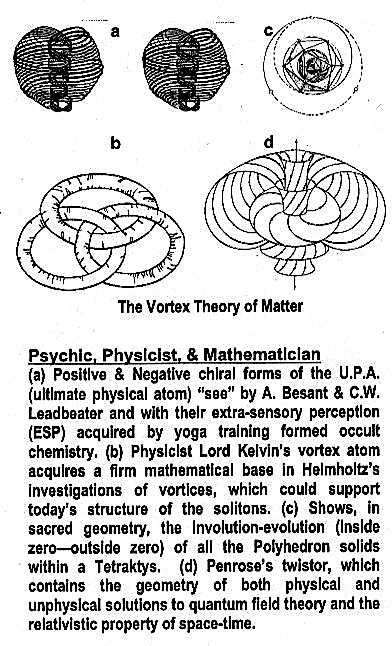 a c
b d
The Vortex Theory of Matter
Psychic, Physicist, & Mathematician
(a) Positive & Negative chiral forms of the U.P.A.
(ultimate physical atom) “see” by A. Besant & C.W.
Leadbeater and with their extra-sensory perception
(ESP) acquired by yoga training formed occult
chemistry. (b) Physicist Lord Kelvin's vortex atom
acquires a firm mathematical base in Helmholtz's
investigations of vortices, which could support
today's structure of the solitons. (c) Shows, in
sacred geometry, the Involution-evolution (inside
zero—outside zero) of all the Polyhedron solids
within a Tetraktys. (d) Penrose's twistor, which
contains the geometry of both physical and
unphysical solutions to quantum field theory and the
relativistic property of space-time.